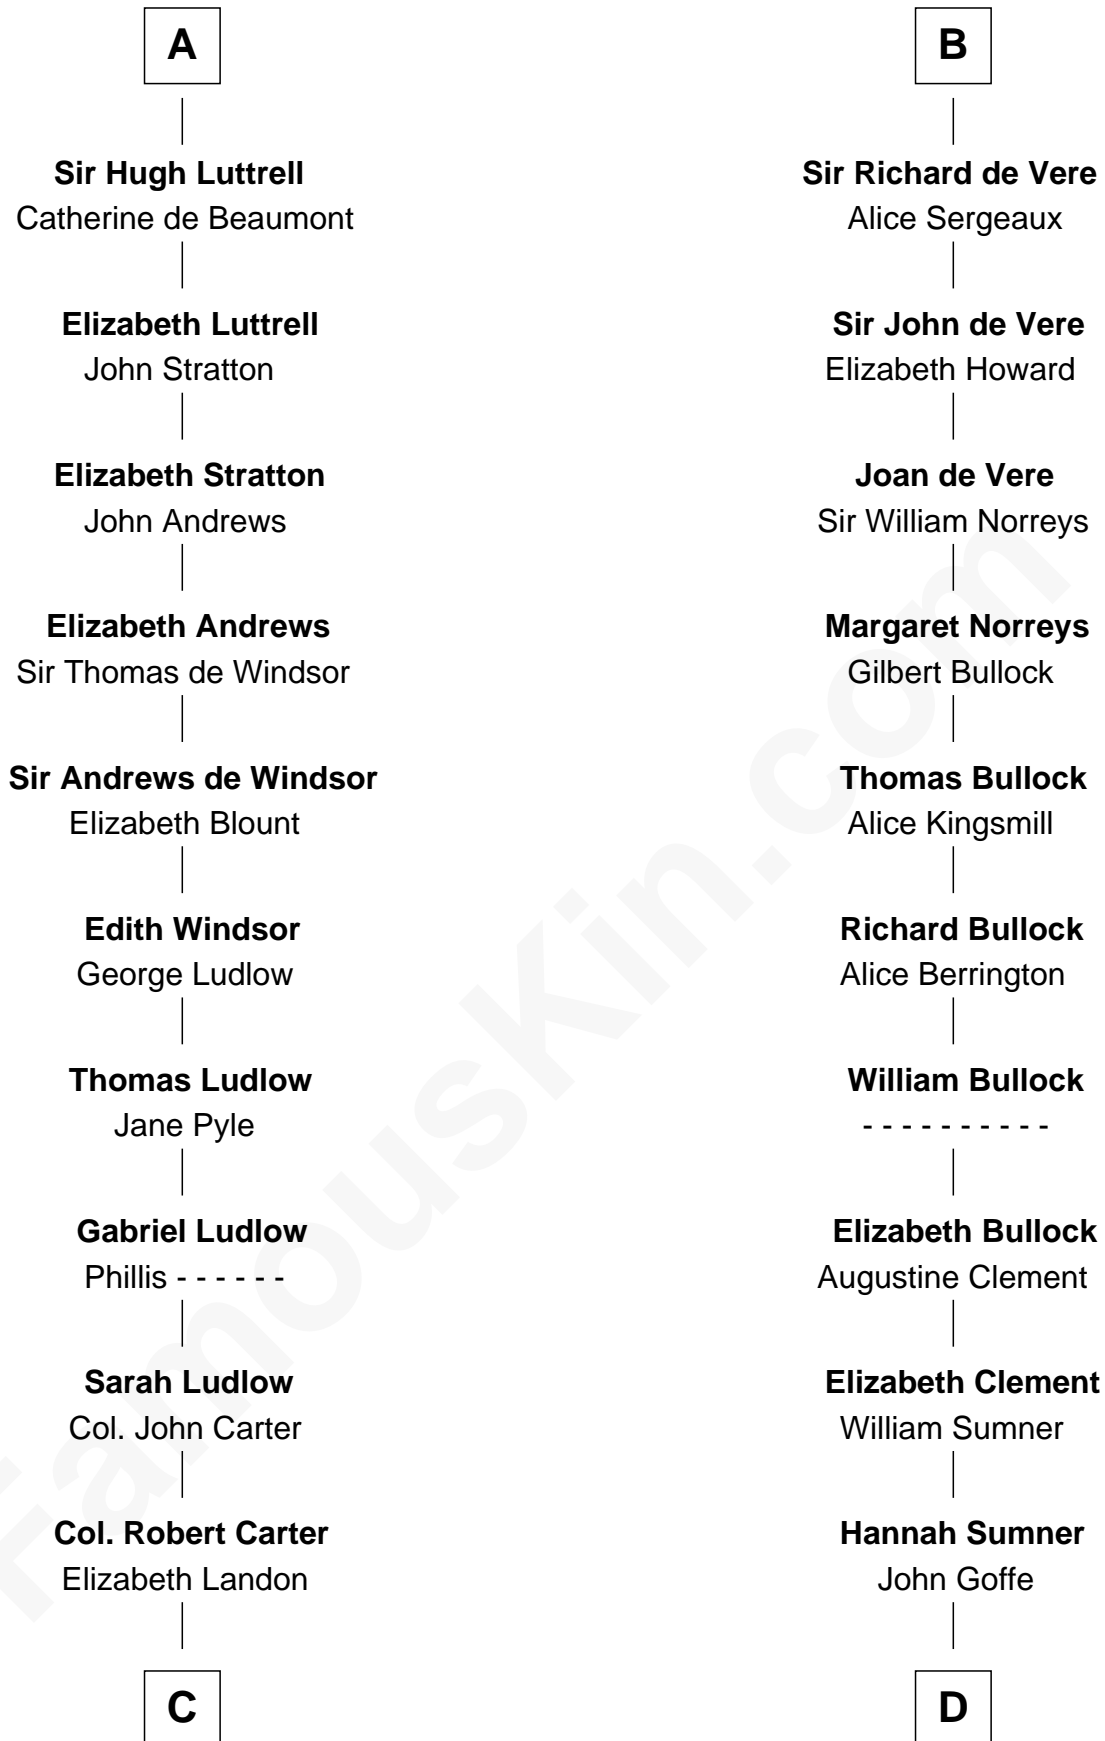 A
Sir Hugh Luttrell
Catherine de Beaumont
Elizabeth Luttrell
John Stratton
Elizabeth Stratton
John Andrews
Elizabeth Andrews
Sir Thomas de Windsor
Sir Andrews de Windsor
Elizabeth Blount
Edith Windsor
George Ludlow
Thomas Ludlow
Jane Pyle
Gabriel Ludlow
Phillis - - - - - -
Sarah Ludlow
Col. John Carter
Col. Robert Carter
Elizabeth Landon
C
B
Sir Richard de Vere
Alice Sergeaux
Sir John de Vere
Elizabeth Howard
Joan de Vere
Sir William Norreys
Margaret Norreys
Gilbert Bullock
Thomas Bullock
Alice Kingsmill
Richard Bullock
Alice Berrington
William Bullock
- - - - - - - - - -
Elizabeth Bullock
Augustine Clement
Elizabeth Clement
William Sumner
Hannah Sumner
John Goffe
D
FamousKin.com